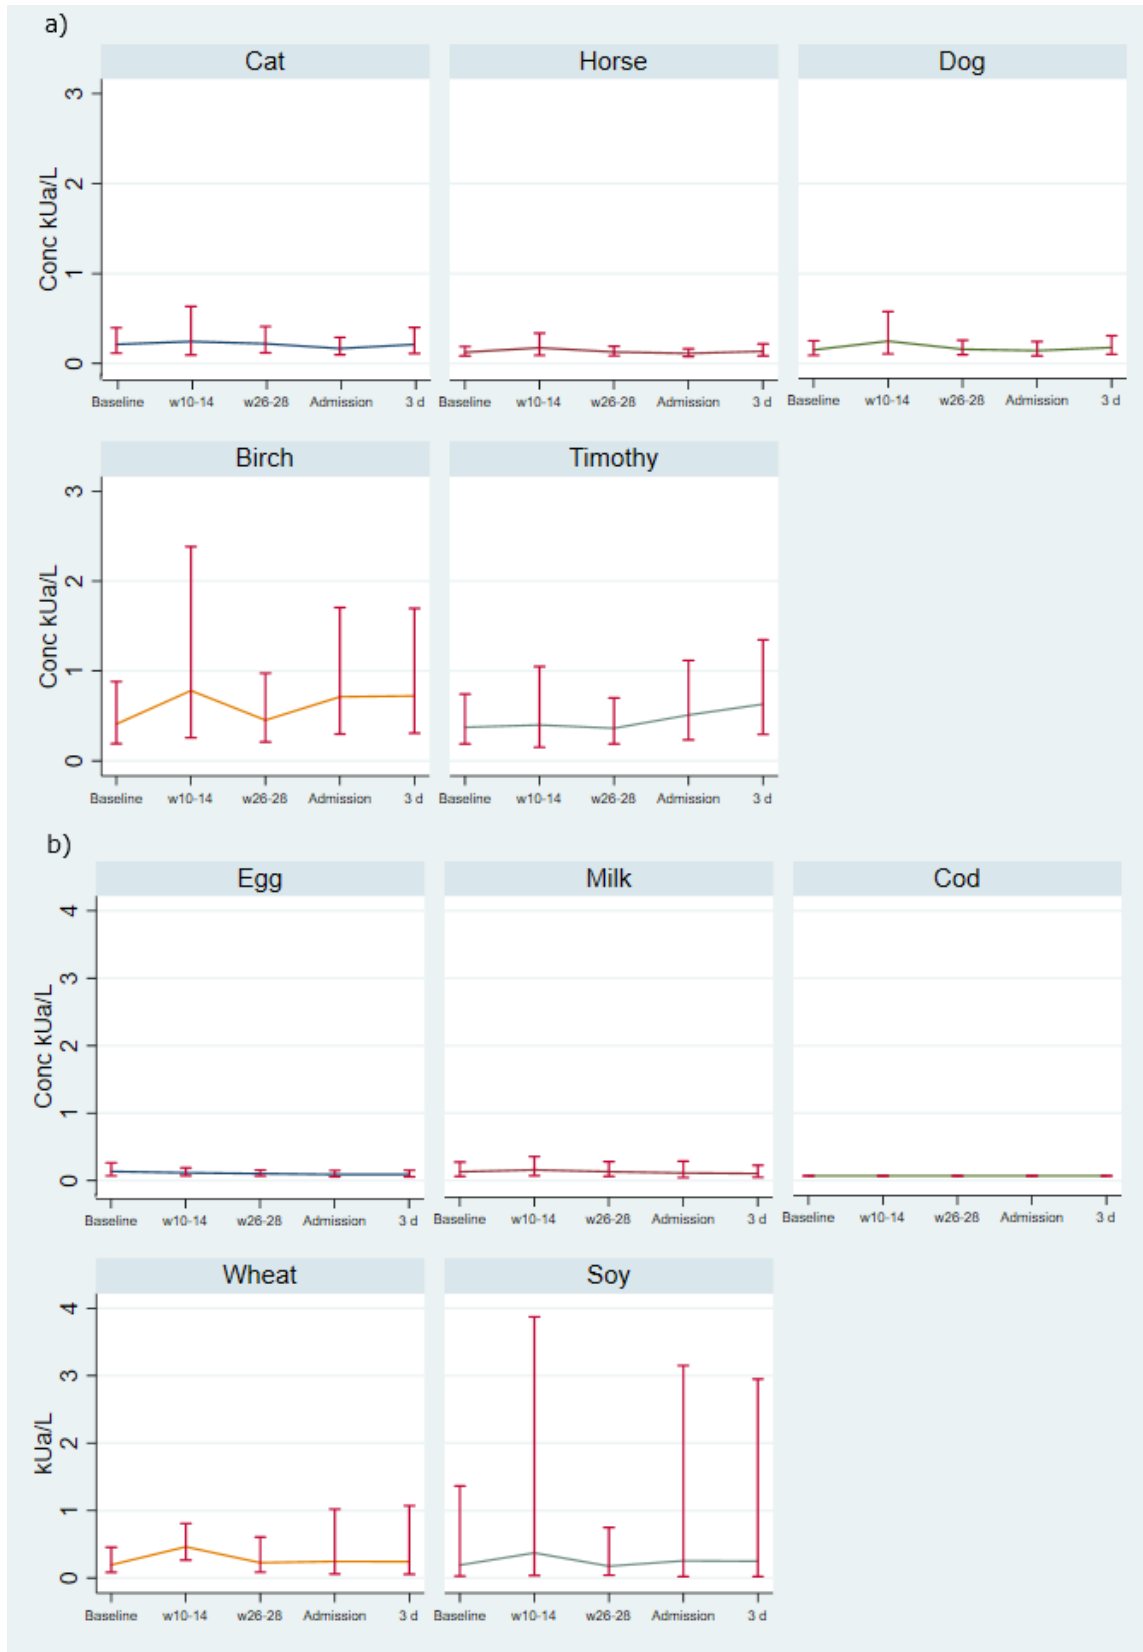 a)
Cat Horse Dog
Conc kUa/L
3
2
1
0
Baseline w10-14 w26-28 Admission 3 d Baseline w10-14 w26-28 Admission 3 d Baseline w10-14 w26-28 Admission 3 d
Birch Timothy
Conc kUa/L
3
2
1
0
Baseline w10-14 w26-28 Admission 3 d Baseline w10-14 w26-28 Admission 3 d
b)
Egg Milk Cod
Conc kUa/L
4
3
2
1
0
Baseline w10-14 w26-28 Admission 3 d Baseline w10-14 w26-28 Admission 3 d Baseline w10-14 w26-28 Admission 3 d
Wheat Soy
kUa/L
4
3
2
1
0
Baseline w10-14 w26-28 Admission 3 d Baseline w10-14 w26-28 Admission 3 d